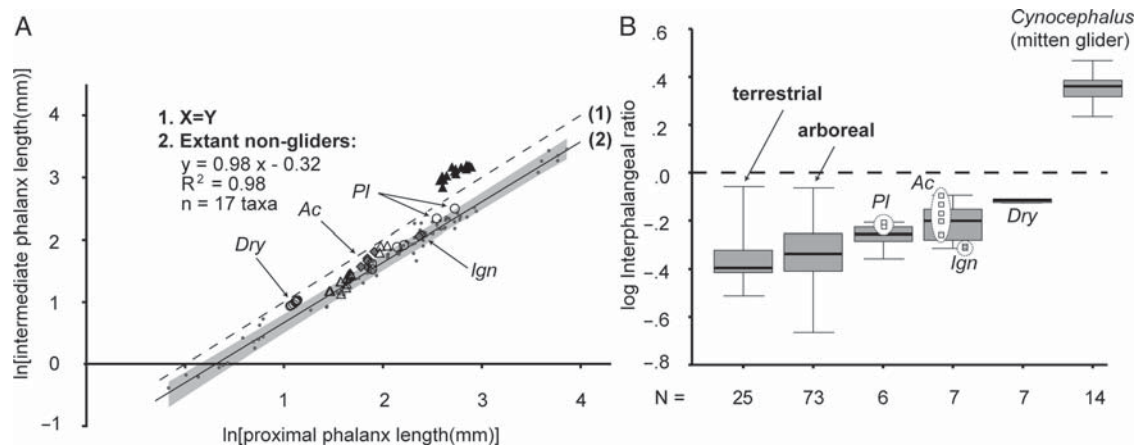 A
ln[intermediate phalanx length(mm)]
4
3
2
1
0
−1
1. X=Y
2. Extant non-gliders:
y = 0.98 x - 0.32
R² = 0.98
n = 17 taxa
(1)
(2)
Pl
Ac
Dry
Ign
1 2 3 4
ln[proximal phalanx length(mm)]
B
Cynocephalus
(mitten glider)
log Interphalangeal ratio
.6
.4
.2
.0
−.2
−.4
−.6
−.8
terrestrial
arboreal
Pl
Ac
Ign
Dry
N = 25 73 6 7 7 14